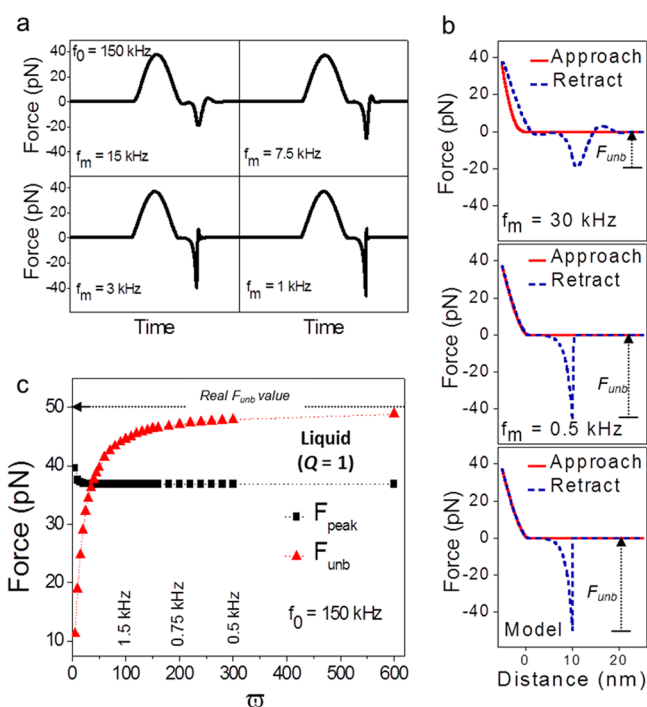 a
f0 = 150 kHz
Force (pN)
40
20
0
-20
-40
fm = 15 kHz
fm = 7.5 kHz
Force (pN)
40
20
0
-20
-40
fm = 3 kHz
fm = 1 kHz
Time
Time
b
Force (pN)
40
20
0
-20
-40
Approach
Retract
Funb
fm = 30 kHz
Force (pN)
40
20
0
-20
-40
Approach
Retract
Funb
fm = 0.5 kHz
Force (pN)
40
20
0
-20
-40
Approach
Retract
Funb
Model
0
10
20
Distance (nm)
c
Force (pN)
50
40
30
20
10
Real Funb value
Liquid
(Q = 1)
Fpeak
Funb
1.5 kHz
0.75 kHz
0.5 kHz
f0 = 150 kHz
0
100
200
300
400
500
600
ϖ